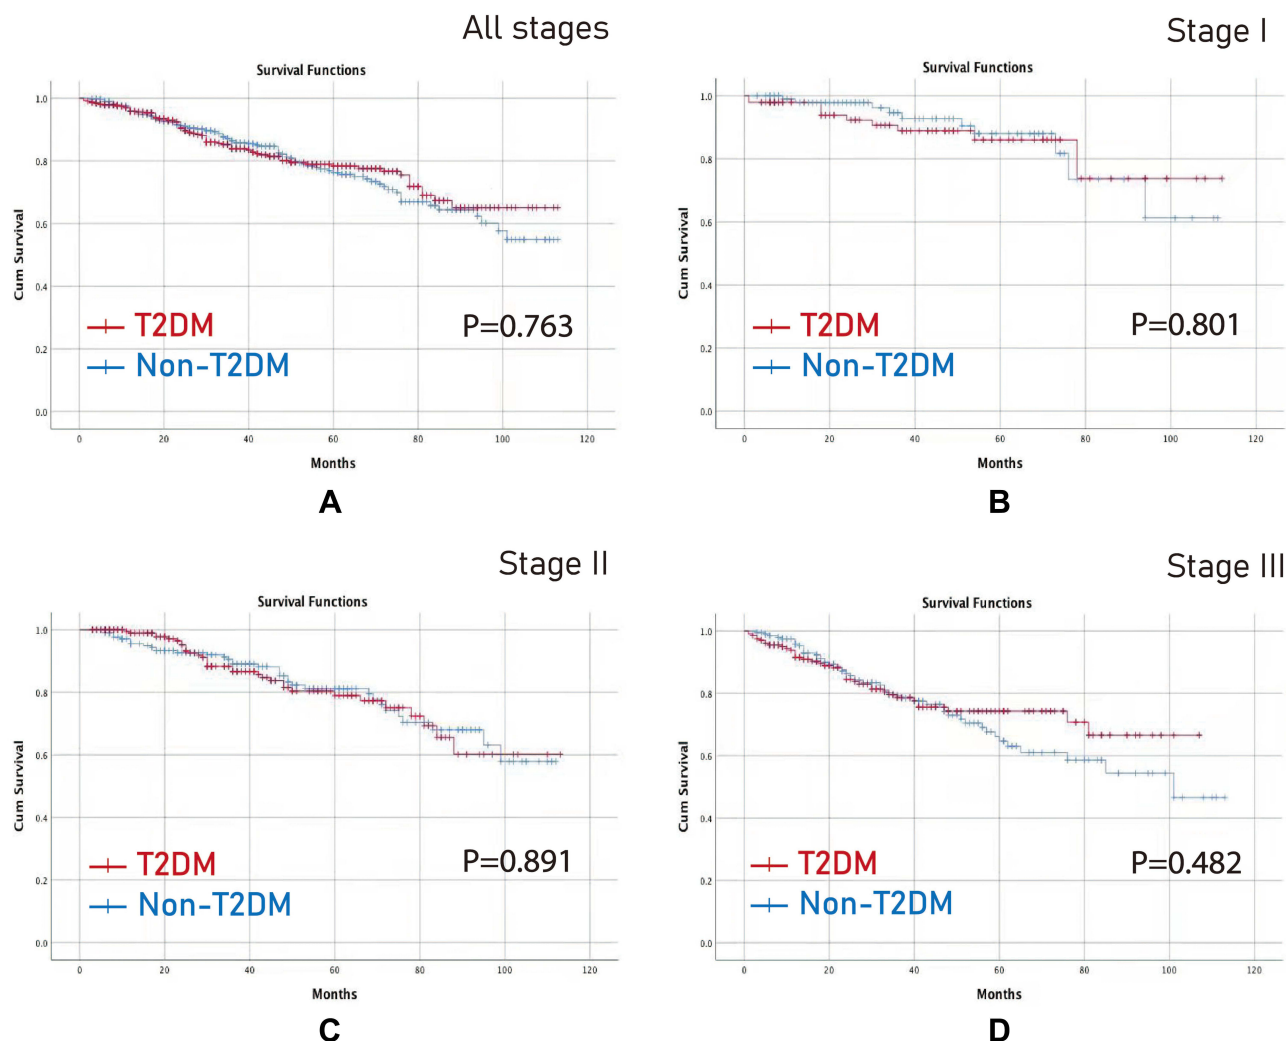 All stages
Survival Functions
Cum Survival
1.0
0.8
0.6
0.4
0.2
0.0
T2DM
Non-T2DM
P=0.763
0 20 40 60 80 100 120
Months
A
Stage I
Survival Functions
Cum Survival
1.0
0.8
0.6
0.4
0.2
0.0
T2DM
Non-T2DM
P=0.801
0 20 40 60 80 100 120
Months
B
Stage II
Survival Functions
Cum Survival
1.0
0.8
0.6
0.4
0.2
0.0
T2DM
Non-T2DM
P=0.891
0 20 40 60 80 100 120
Months
C
Stage III
Survival Functions
Cum Survival
1.0
0.8
0.6
0.4
0.2
0.0
T2DM
Non-T2DM
P=0.482
0 20 40 60 80 100 120
Months
D